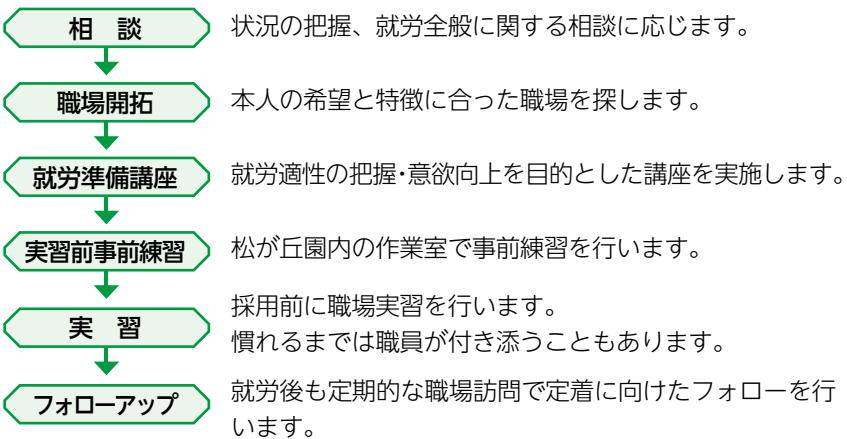 相　談
状況の把握、就労全般に関する相談に応じます。
職場開拓
本人の希望と特徴に合った職場を探します。
就労準備講座
就労適性の把握･意欲向上を目的とした講座を実施します。
実習前事前練習
松が丘園内の作業室で事前練習を行います。
実　習
採用前に職場実習を行います。
慣れるまでは職員が付き添うこともあります。
フォローアップ
就労後も定期的な職場訪問で定着に向けたフォローを行
います。